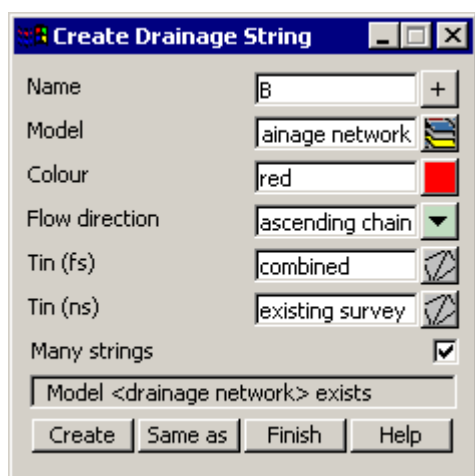 Create Drainage String
Name B +
Model ainage network
Colour red
Flow direction ascending chain
Tin (fs) combined
Tin (ns) existing survey
Many strings
Model <drainage network> exists
Create Same as Finish Help